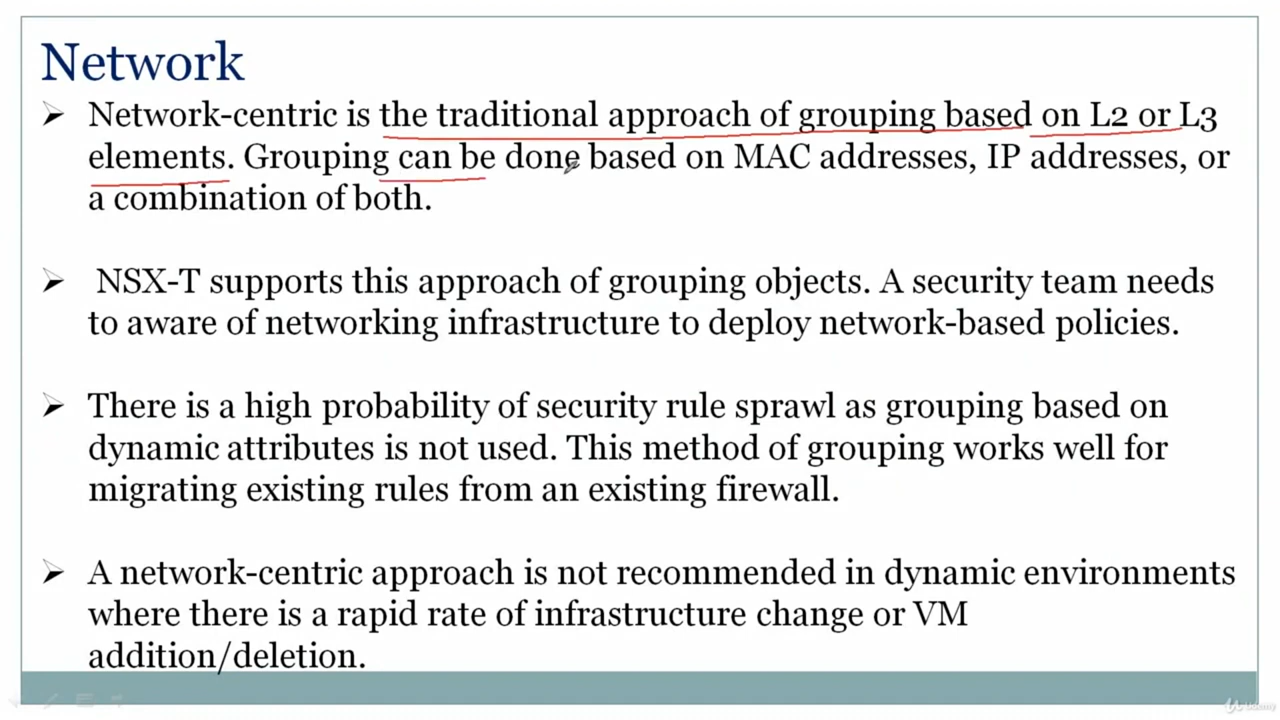 Network
➢ Network-centric is the traditional approach of grouping based on L2 or L3
elements. Grouping can be done based on MAC addresses, IP addresses, or
a combination of both.
➢ NSX-T supports this approach of grouping objects. A security team needs
to aware of networking infrastructure to deploy network-based policies.
➢ There is a high probability of security rule sprawl as grouping based on
dynamic attributes is not used. This method of grouping works well for
migrating existing rules from an existing firewall.
➢ A network-centric approach is not recommended in dynamic environments
where there is a rapid rate of infrastructure change or VM
addition/deletion.
Udemy